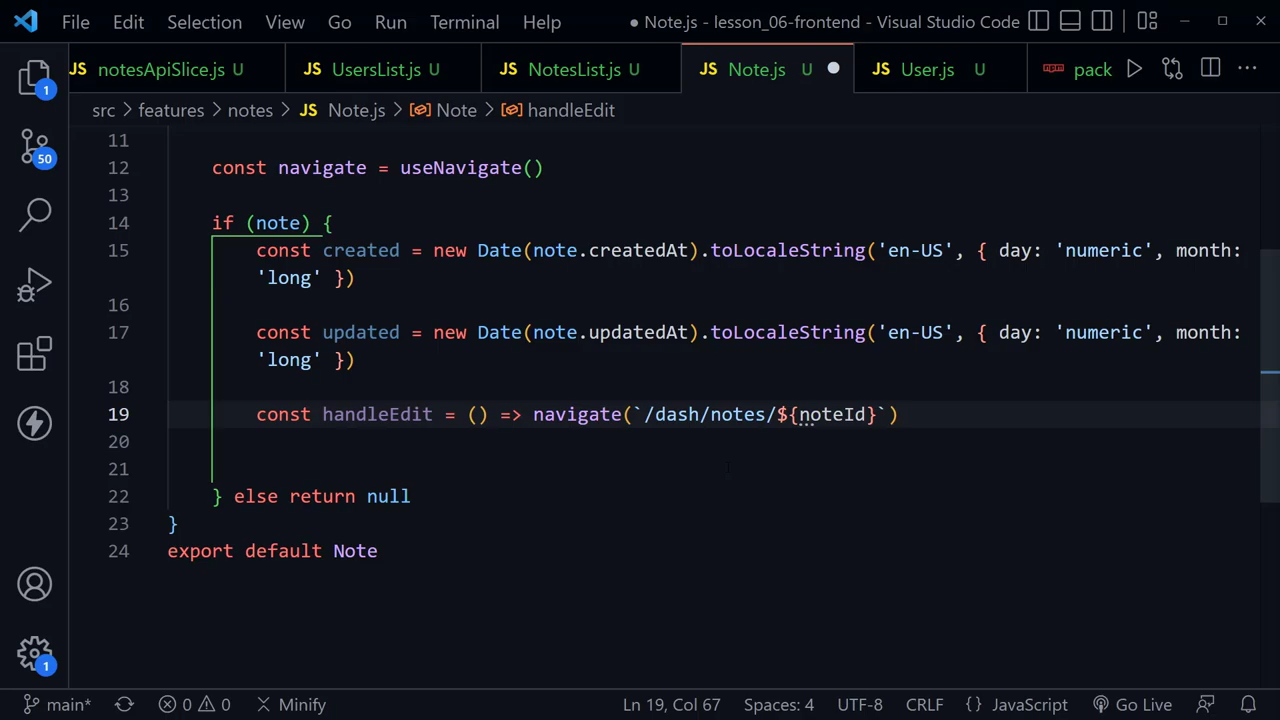 File Edit Selection View Go Run Terminal Help ● Note.js - lesson_06-frontend - Visual Studio Code
JS notesApiSlice.js U JS UsersList.js U JS NotesList.js U JS Note.js U JS User.js U npm pack
src > features > notes > JS Note.js > Note > handleEdit
11
12 const navigate = useNavigate()
13
14 if (note) {
15 const created = new Date(note.createdAt).toLocaleString('en-US', { day: 'numeric', month:
'long' })
16
17 const updated = new Date(note.updatedAt).toLocaleString('en-US', { day: 'numeric', month:
'long' })
18
19 const handleEdit = () => navigate(`/dash/notes/${noteId}`)
20
21
22 } else return null
23 }
24 export default Note
1
50
1
main* 0 0 Minify Ln 19, Col 67 Spaces: 4 UTF-8 CRLF {} JavaScript Go Live